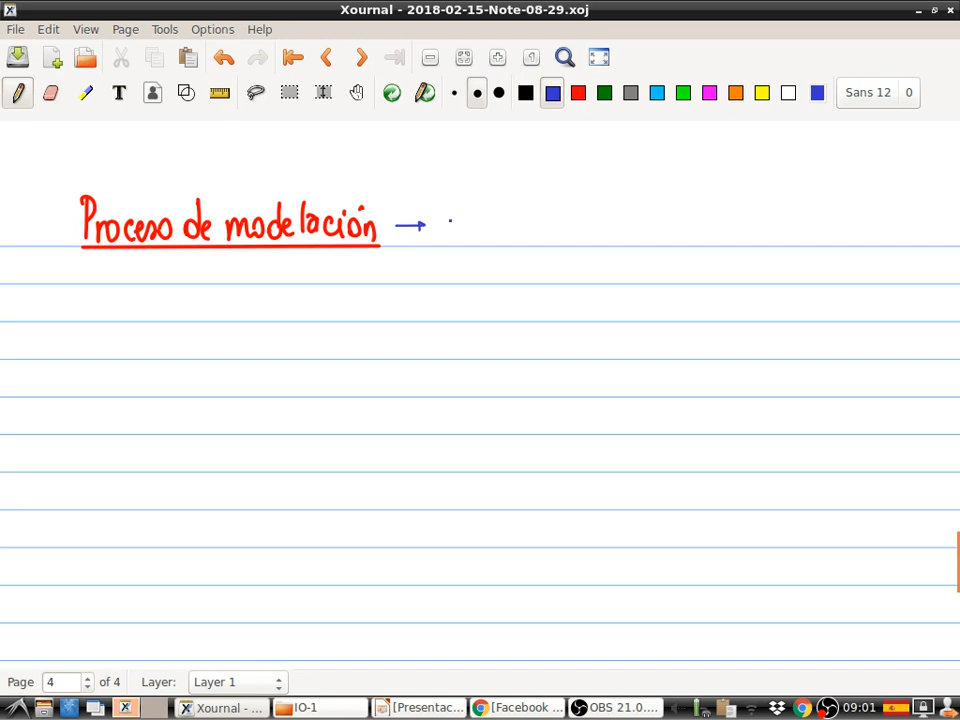 Xournal - 2018-02-15-Note-08-29.xoj
File Edit View Page Tools Options Help
Sans 12 0
Proceso de modelación →
Page 4 of 4 Layer: Layer 1
Xournal - ... IO-1 [Presentac... [Facebook ... OBS 21.0.... 09:01